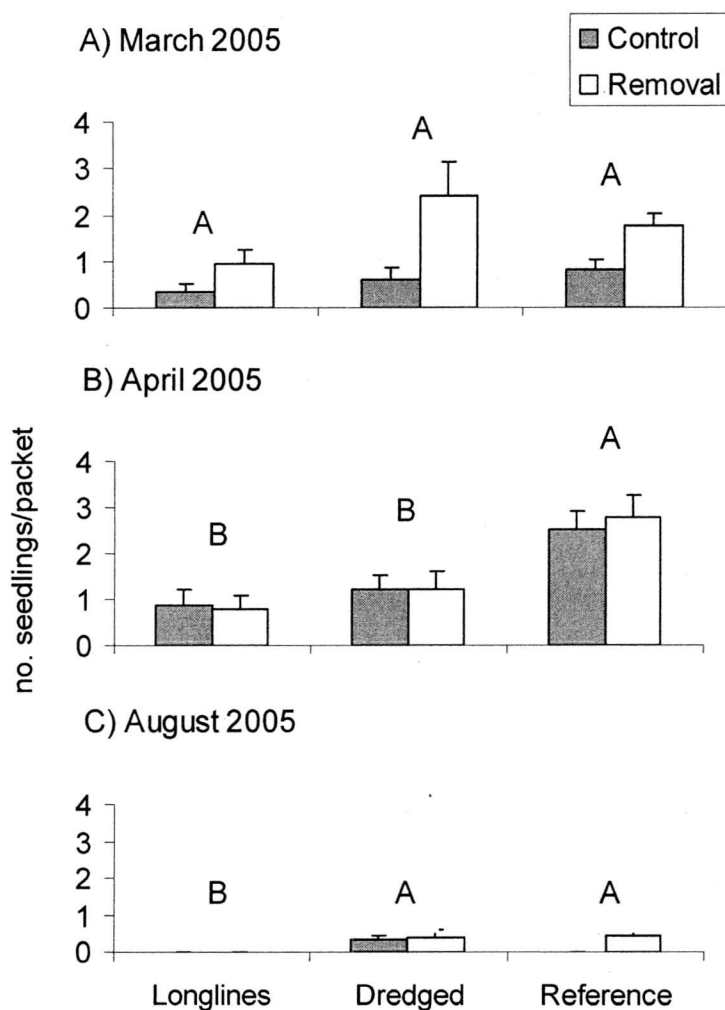 A) March 2005
Control
Removal
4
3
2
1
0
A
A
A
B) April 2005
4
3
2
1
0
B
B
A
no. seedlings/packet
C) August 2005
4
3
2
1
0
B
A
A
Longlines Dredged Reference